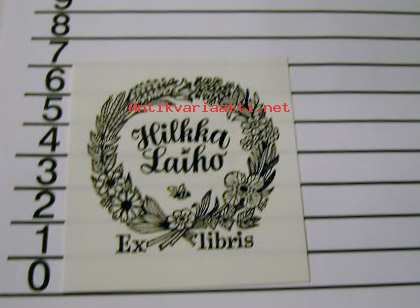 9
8
7
6
5
4
3
2
1
0
Antikvariaatti.net
Hilkka
Laiho
Ex libris